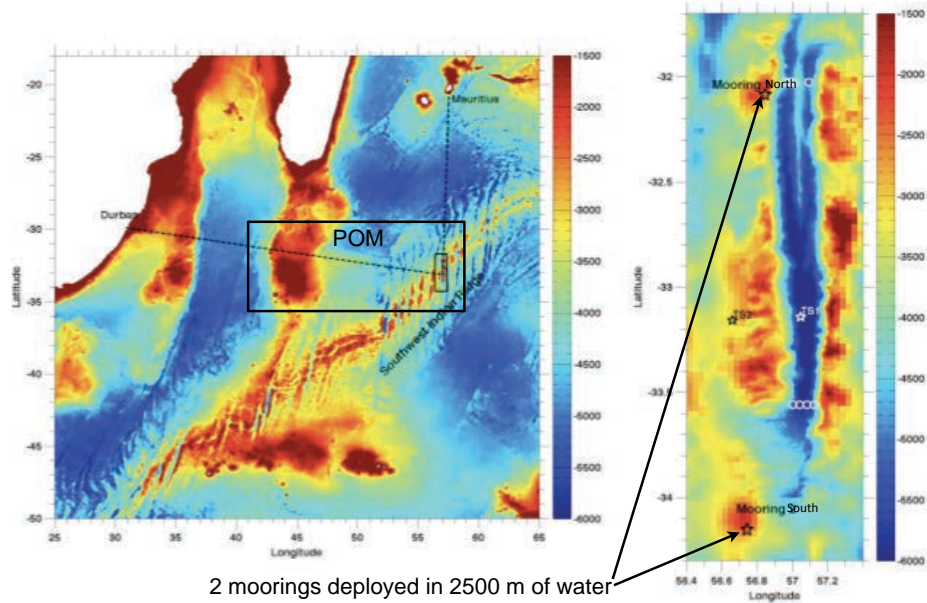 -1500
-20
-2000
Mauritius
-2500
-25
-3000
Durban
-30
POM
-3500
-35
Southwest Indian Ridge
-4000
-4500
-40
-5000
-45
-5500
-50
-6000
25 30 35 40 45 50 55 60 65
Latitude
Longitude
-1500
-32
Mooring North
-2000
-2500
-32.5
-3000
-3500
-33
TS2
TS1
-4000
-4500
-33.5
-5000
-34
Mooring South
-5500
-6000
56.4 56.6 56.8 57 57.2
Latitude
Longitude
2 moorings deployed in 2500 m of water